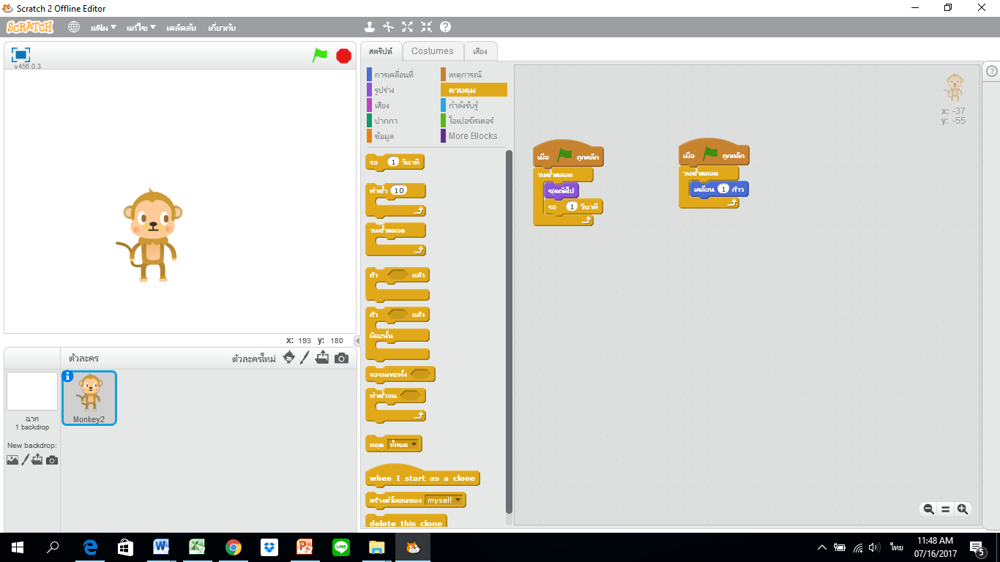 Scratch 2 Offline Editor
SCRATCH
แฟ้ม
แก้ไข
เคล็ดลับ
เกี่ยวกับ
v456.0.3
สคริปต์
Costumes
เสียง
การเคลื่อนที่
เหตุการณ์
รูปร่าง
ควบคุม
เสียง
กำลังรับรู้
ปากกา
โอเปอร์เรเตอร์
ข้อมูล
More Blocks
รอ 1 วินาที
ทำซ้ำ 10
วนซ้ำตลอด
ถ้า แล้ว
ถ้า แล้ว
มิฉะนั้น
รอจนกระทั่ง
ทำซ้ำจน
หยุด ทั้งหมด
when I start as a clone
สร้างตัวโคลนของ myself
delete this clone
เมื่อ ถูกคลิก
วนซ้ำตลอด
ชุดถัดไป
รอ 1 วินาที
เมื่อ ถูกคลิก
วนซ้ำตลอด
เคลื่อน 1 ก้าว
x: -37
y: -55
x: 193 y: 180
ตัวละคร
ตัวละครใหม่
Monkey2
ฉาก
1 backdrop
New backdrop:
ไทย
11:48 AM
07/16/2017
5